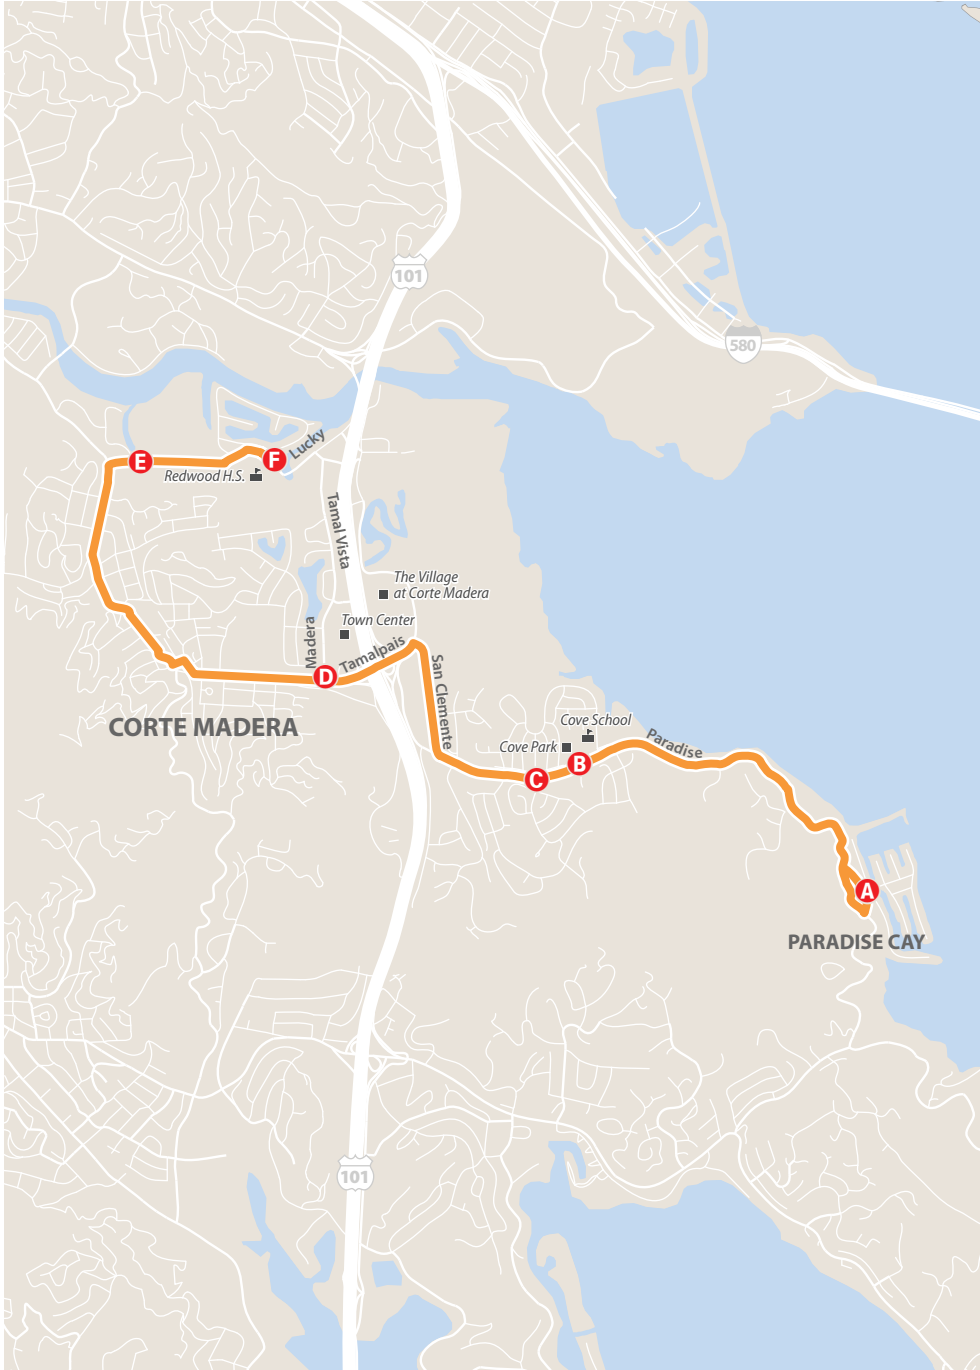 101
580
E
F
Lucky
Redwood H.S.
Tamal Vista
The Village
at Corte Madera
Town Center
Madera
D
Tamalpais
San Clemente
CORTE MADERA
Cove School
Cove Park
Paradise
B
C
A
PARADISE CAY
101